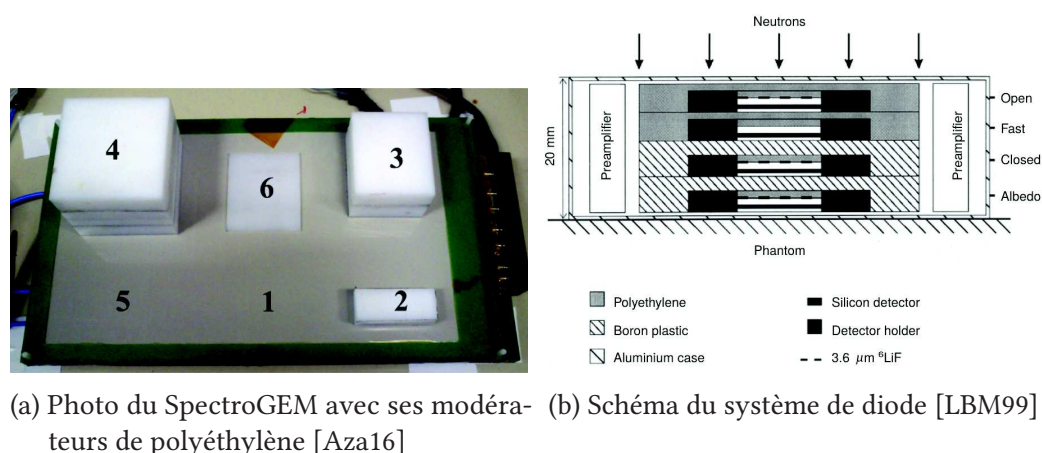 4
3
6
5
1
2
Neutrons
20 mm
Preamplifier
Preamplifier
Open
Fast
Closed
Albedo
Phantom
Polyethylene
Boron plastic
Aluminium case
Silicon detector
Detector holder
3.6 μm ⁶LiF
(a) Photo du SpectroGEM avec ses modéra-
teurs de polyéthylène [Aza16]
(b) Schéma du système de diode [LBM99]